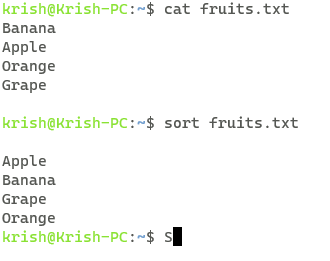 krish@Krish-PC:~$ cat fruits.txt
Banana
Apple
Orange
Grape
krish@Krish-PC:~$ sort fruits.txt
Apple
Banana
Grape
Orange
krish@Krish-PC:~$ S